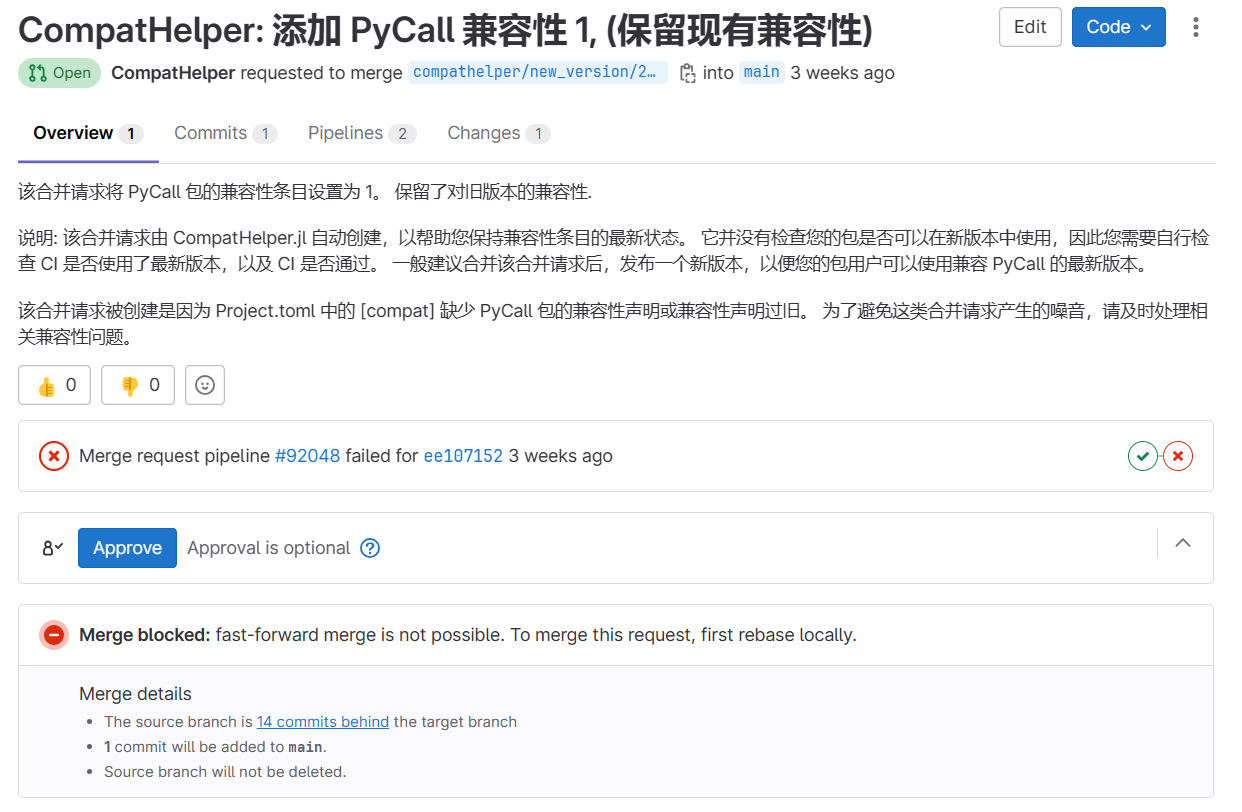 CompatHelper: 添加 PyCall 兼容性 1, (保留现有兼容性)
Edit
Code
Open CompatHelper requested to merge compathelper/new_version/2… into main 3 weeks ago
Overview 1 Commits 1 Pipelines 2 Changes 1
该合并请求将 PyCall 包的兼容性条目设置为 1。 保留了对旧版本的兼容性.
说明: 该合并请求由 CompatHelper.jl 自动创建，以帮助您保持兼容性条目的最新状态。 它并没有检查您的包是否可以在新版本中使用，因此您需要自行检
查 CI 是否使用了最新版本，以及 CI 是否通过。 一般建议合并该合并请求后，发布一个新版本，以便您的包用户可以使用兼容 PyCall 的最新版本。
该合并请求被创建是因为 Project.toml 中的 [compat] 缺少 PyCall 包的兼容性声明或兼容性声明过旧。 为了避免这类合并请求产生的噪音，请及时处理相
关兼容性问题。
0 0
Merge request pipeline #92048 failed for ee107152 3 weeks ago
Approve Approval is optional ?
Merge blocked: fast-forward merge is not possible. To merge this request, first rebase locally.
Merge details
• The source branch is 14 commits behind the target branch
• 1 commit will be added to main.
• Source branch will not be deleted.